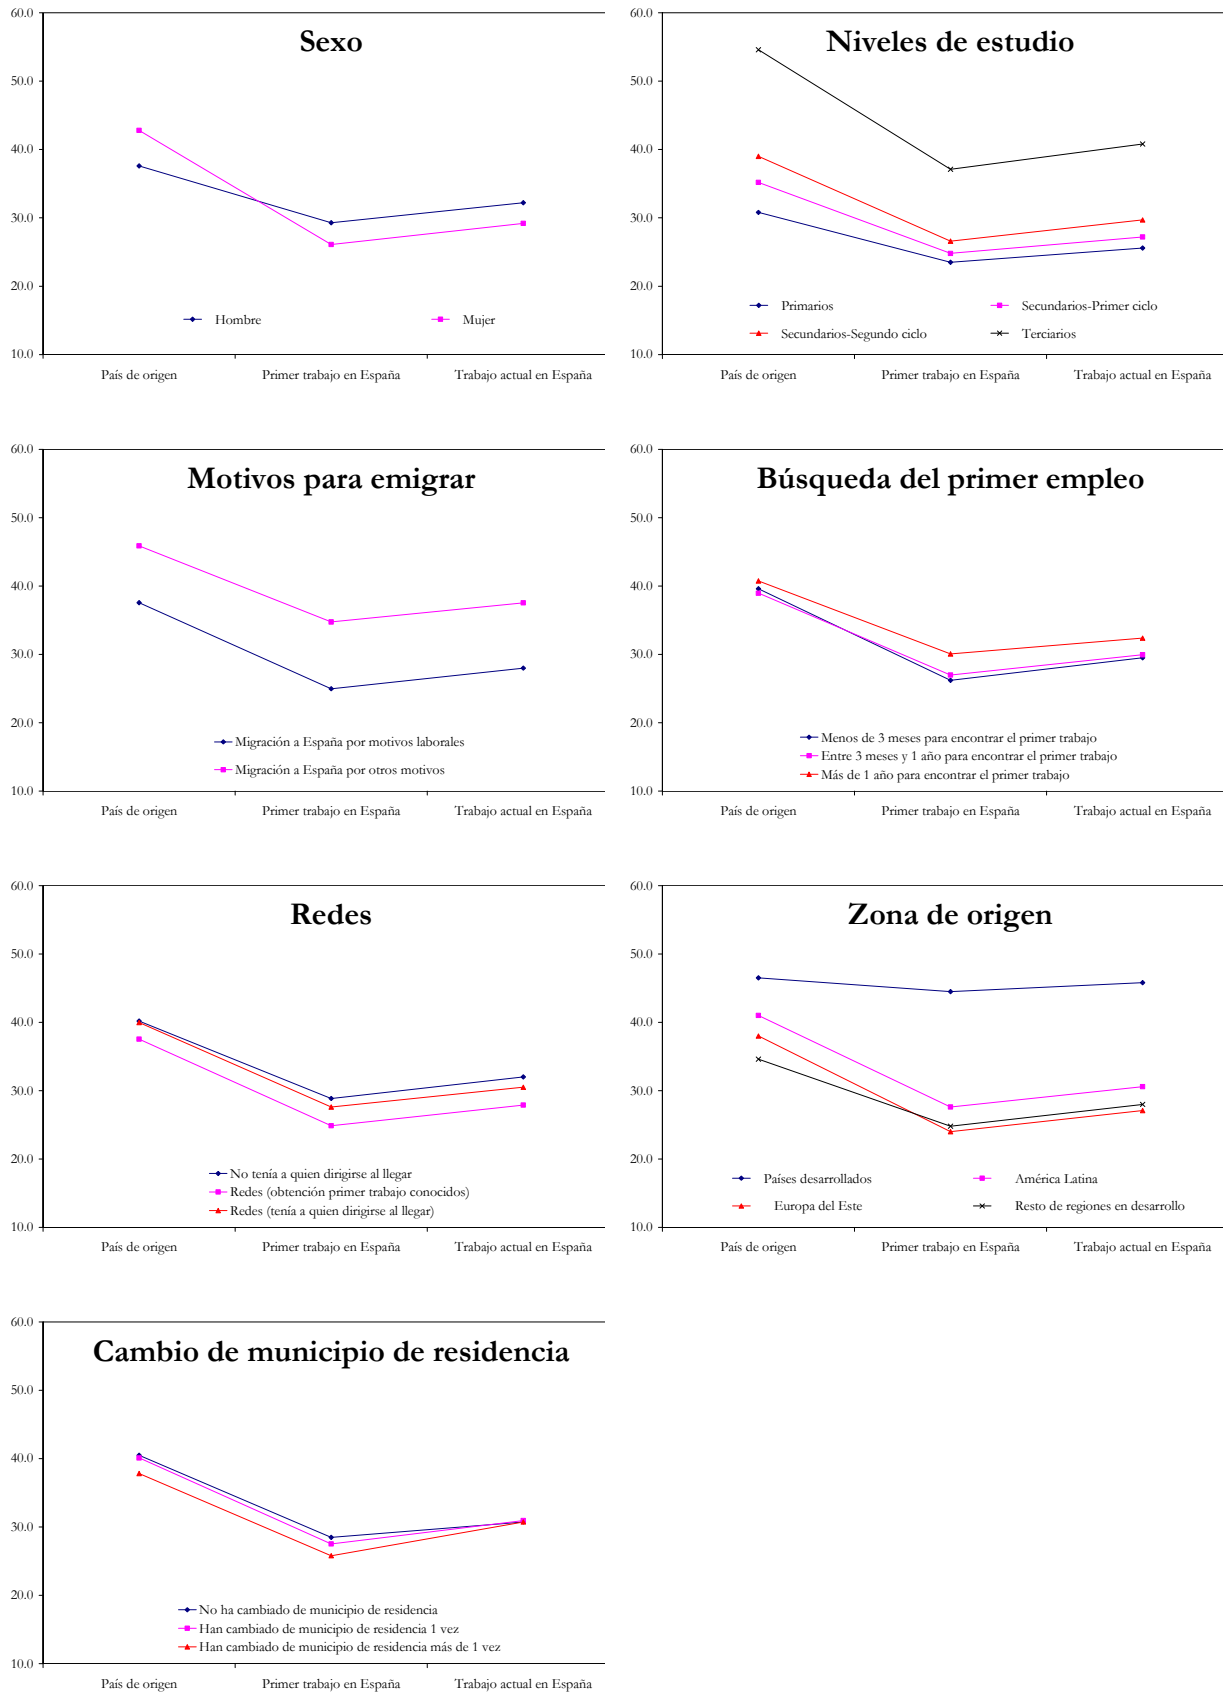 Sexo
60.0
50.0
40.0
30.0
20.0
10.0
Hombre
Mujer
País de origen
Primer trabajo en España
Trabajo actual en España
Niveles de estudio
60.0
50.0
40.0
30.0
20.0
10.0
Primarios
Secundarios-Primer ciclo
Secundarios-Segundo ciclo
Terciarios
País de origen
Primer trabajo en España
Trabajo actual en España
Motivos para emigrar
60.0
50.0
40.0
30.0
20.0
10.0
Migración a España por motivos laborales
Migración a España por otros motivos
País de origen
Primer trabajo en España
Trabajo actual en España
Búsqueda del primer empleo
60.0
50.0
40.0
30.0
20.0
10.0
Menos de 3 meses para encontrar el primer trabajo
Entre 3 meses y 1 año para encontrar el primer trabajo
Más de 1 año para encontrar el primer trabajo
País de origen
Primer trabajo en España
Trabajo actual en España
Redes
60.0
50.0
40.0
30.0
20.0
10.0
No tenía a quien dirigirse al llegar
Redes (obtención primer trabajo conocidos)
Redes (tenía a quien dirigirse al llegar)
País de origen
Primer trabajo en España
Trabajo actual en España
Zona de origen
60.0
50.0
40.0
30.0
20.0
10.0
Países desarrollados
América Latina
Europa del Este
Resto de regiones en desarrollo
País de origen
Primer trabajo en España
Trabajo actual en España
Cambio de municipio de residencia
60.0
50.0
40.0
30.0
20.0
10.0
No ha cambiado de municipio de residencia
Han cambiado de municipio de residencia 1 vez
Han cambiado de municipio de residencia más de 1 vez
País de origen
Primer trabajo en España
Trabajo actual en España